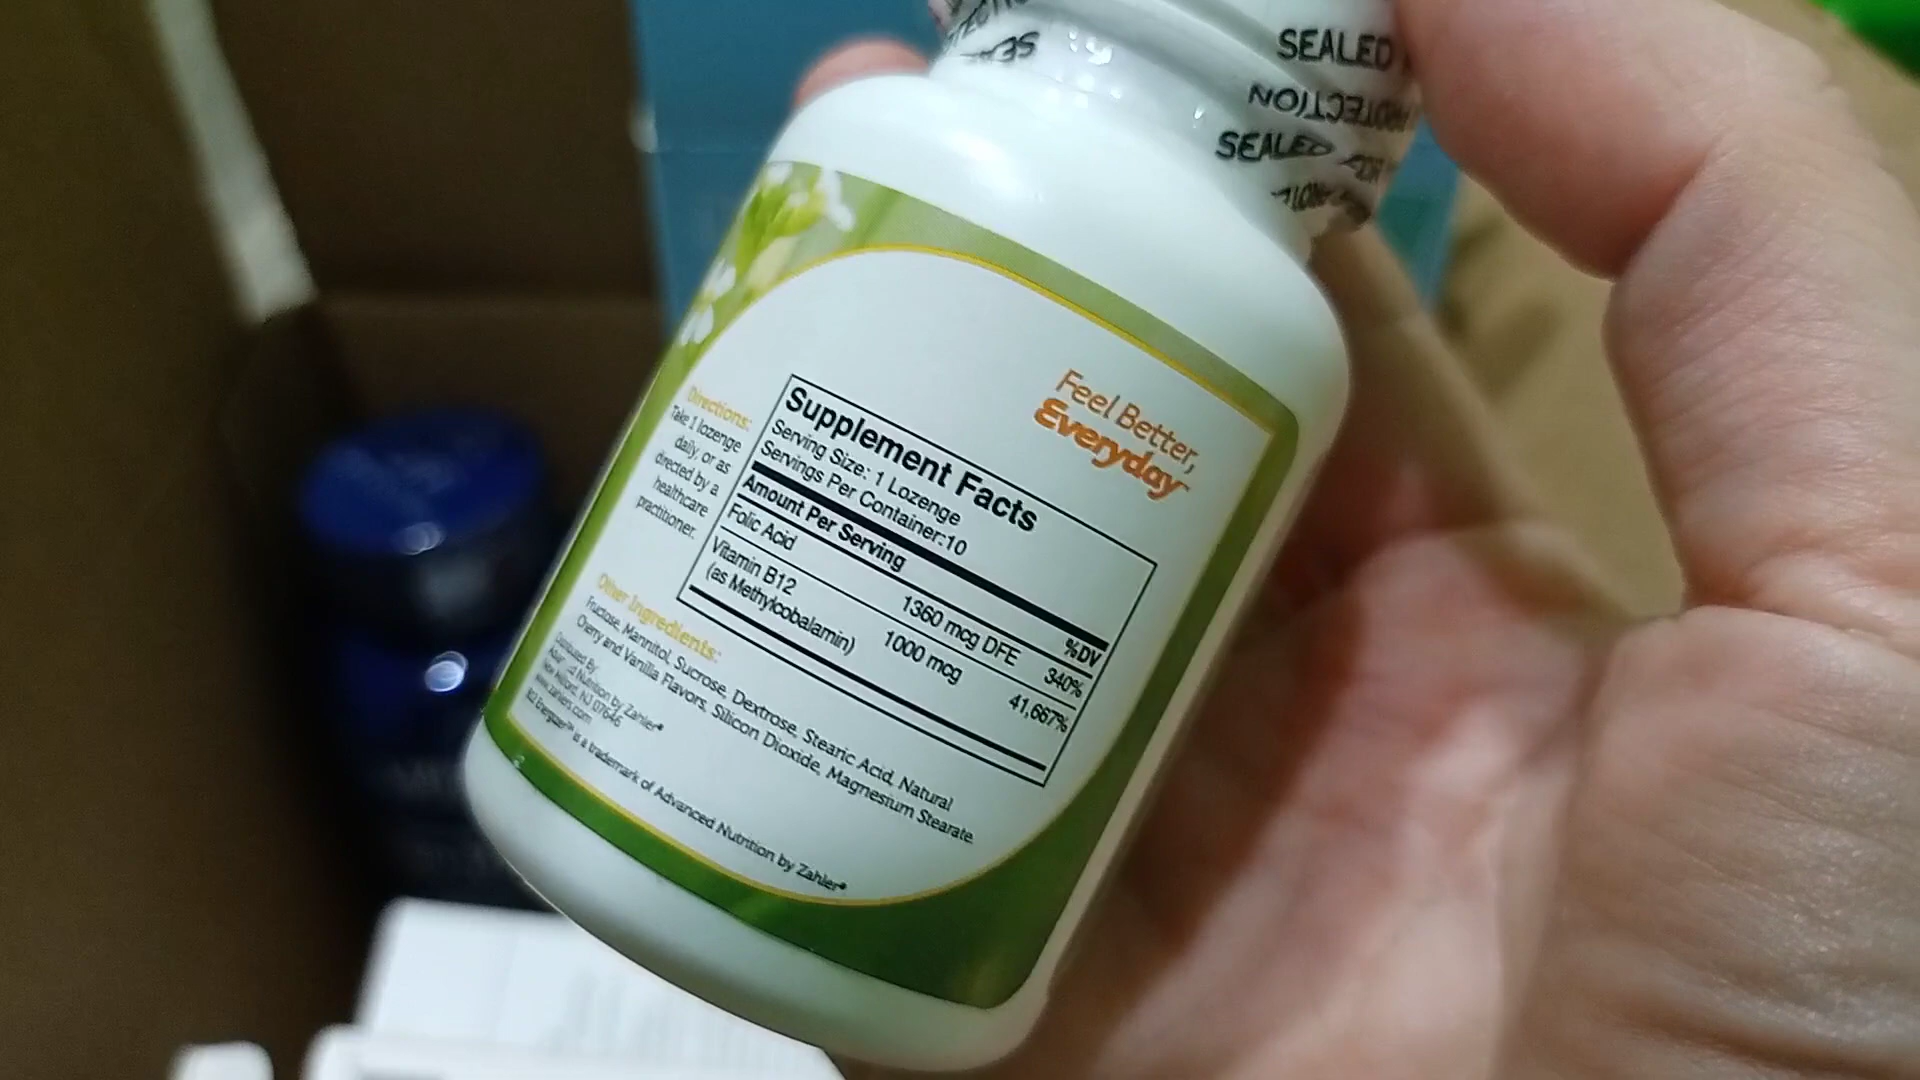 SEALED
PROTECTION
SEALED
Feel Better,
Everyday™
Directions:
Take 1 lozenge
daily, or as
directed by a
healthcare
practitioner.
Supplement Facts
Serving Size: 1 Lozenge
Servings Per Container:10
Amount Per Serving %DV
Folic Acid 1360 mcg DFE 340%
Vitamin B12 1000 mcg 41,667%
(as Methylcobalamin)
Other Ingredients:
Fructose, Mannitol, Sucrose, Dextrose, Stearic Acid, Natural
Cherry and Vanilla Flavors, Silicon Dioxide, Magnesium Stearate.
Distributed By
Nutrition by Zahler®
NJ 07646
www.zahlers.com
B12 Energizer™ is a trademark of Advanced Nutrition by Zahler®